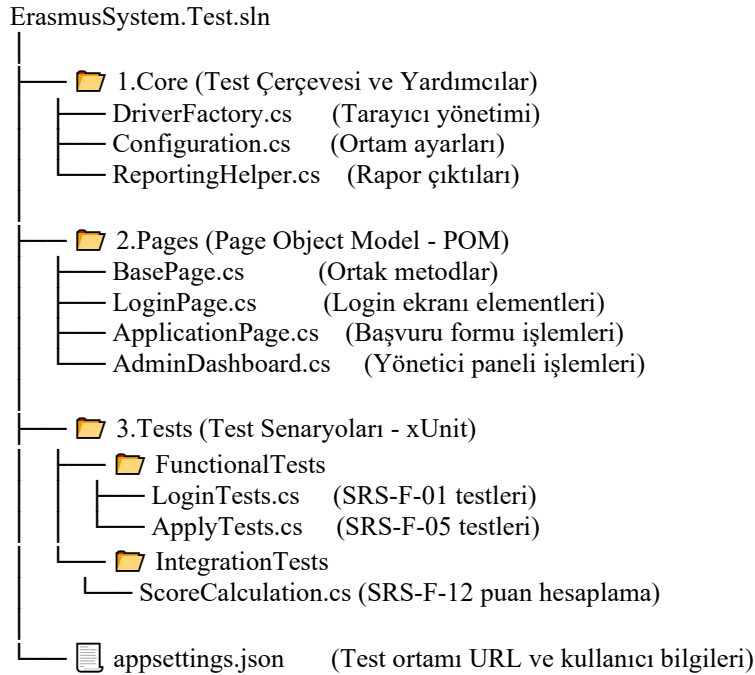 ErasmusSystem.Test.sln
1.Core (Test Çerçevesi ve Yardımcılar)
DriverFactory.cs (Tarayıcı yönetimi)
Configuration.cs (Ortam ayarları)
ReportingHelper.cs (Rapor çıktıları)
2.Pages (Page Object Model - POM)
BasePage.cs (Ortak metodlar)
LoginPage.cs (Login ekranı elementleri)
ApplicationPage.cs (Başvuru formu işlemleri)
AdminDashboard.cs (Yönetici paneli işlemleri)
3.Tests (Test Senaryoları - xUnit)
FunctionalTests
LoginTests.cs (SRS-F-01 testleri)
ApplyTests.cs (SRS-F-05 testleri)
IntegrationTests
ScoreCalculation.cs (SRS-F-12 puan hesaplama)
appsettings.json (Test ortamı URL ve kullanıcı bilgileri)